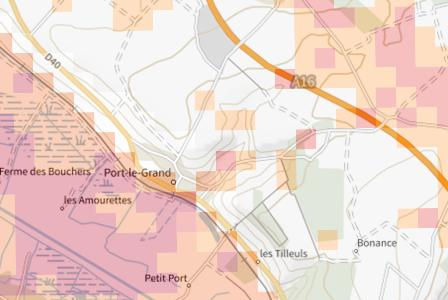 D40
A16
Ferme des Bouchers
Port-le-Grand
les Amourettes
Bonance
les Tilleuls
Petit Port